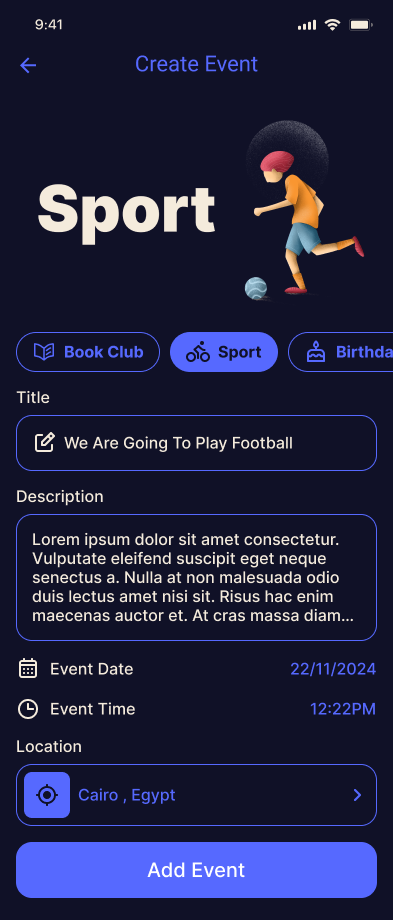 9:41
Create Event
Sport
Book Club
Sport
Birthda
Title
We Are Going To Play Football
Description
Lorem ipsum dolor sit amet consectetur.
Vulputate eleifend suscipit eget neque
senectus a. Nulla at non malesuada odio
duis lectus amet nisi sit. Risus hac enim
maecenas auctor et. At cras massa diam...
Event Date
22/11/2024
Event Time
12:22PM
Location
Cairo , Egypt
Add Event